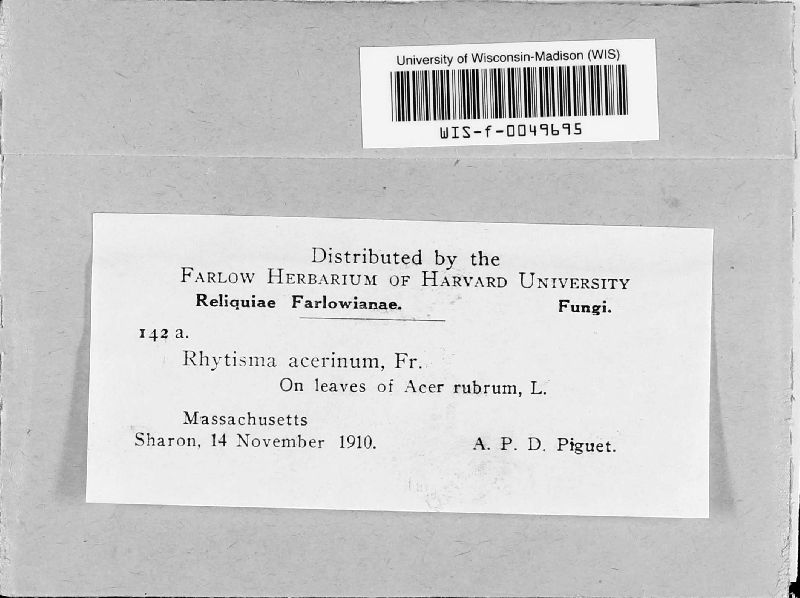 University of Wisconsin-Madison (WIS)
WIS-f-0049695
Distributed by the
FARLOW HERBARIUM OF HARVARD UNIVERSITY
Reliquiae Farlowianae. Fungi.
142 a.
Rhytisma acerinum, Fr.
On leaves of Acer rubrum, L.
Massachusetts
Sharon, 14 November 1910. A. P. D. Piguet.